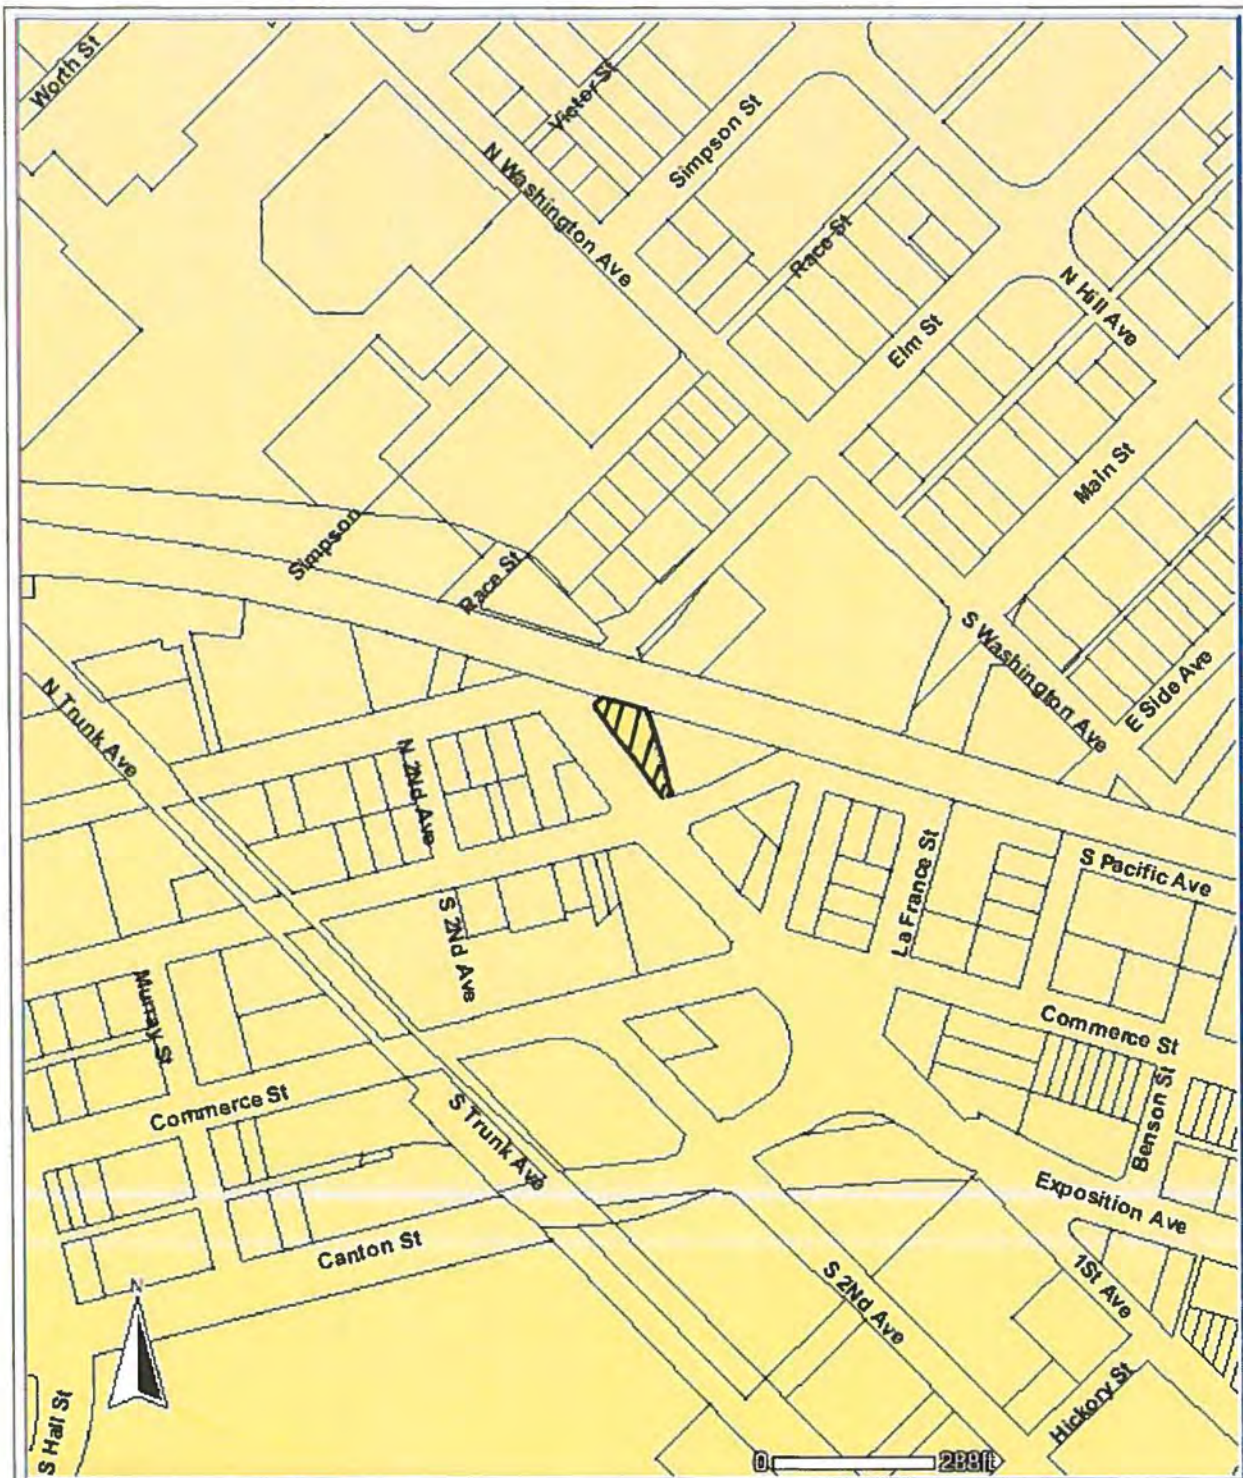 Worth St
Victor St
Simpson St
N Washington Ave
Race St
N Hill Ave
Elm St
Main St
Simpson
Race St
S Washington Ave
E Side Ave
N Trunk Ave
N 2Nd Ave
La France St
S Pacific Ave
S 2Nd Ave
Murray St
Commerce St
Commerce St
S Trunk Ave
Benson St
Exposition Ave
Canton St
S 2Nd Ave
1St Ave
N
Hickory St
S Hall St
0 288ft